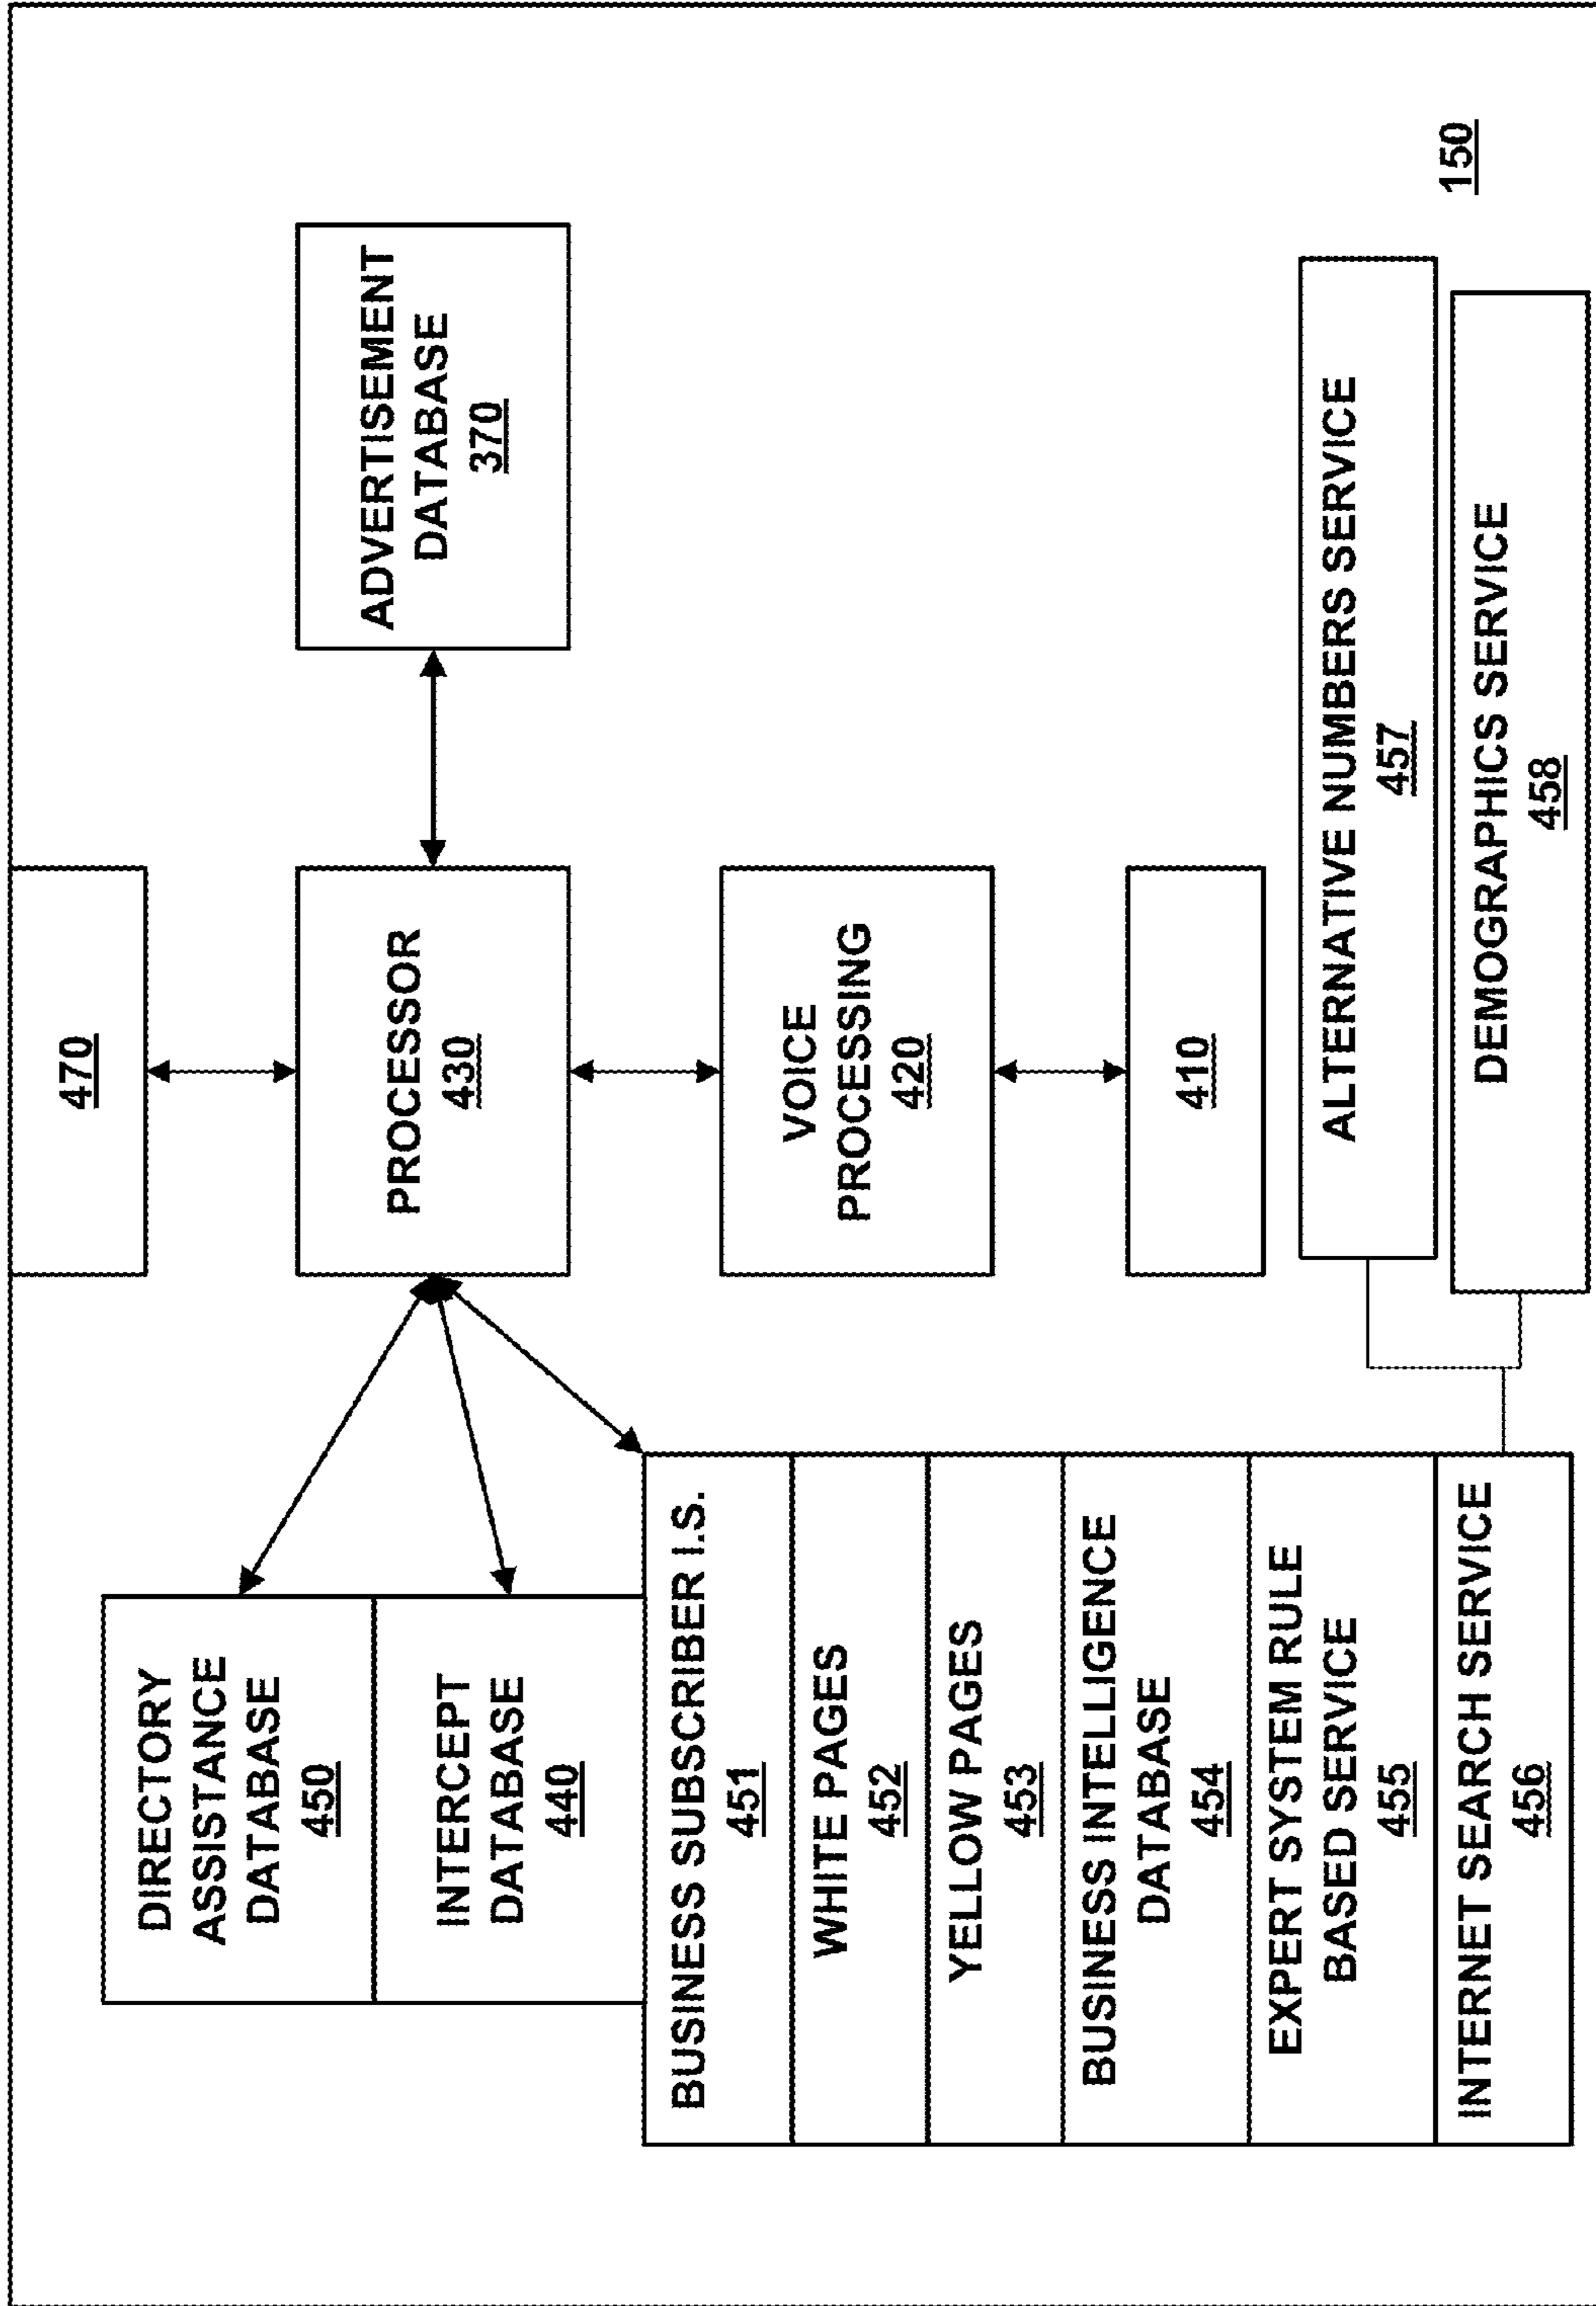 470
DIRECTORY
ASSISTANCE
DATABASE
450
INTERCEPT
DATABASE
440
BUSINESS SUBSCRIBER I.S.
451
WHITE PAGES
452
YELLOW PAGES
453
BUSINESS INTELLIGENCE
DATABASE
454
EXPERT SYSTEM RULE
BASED SERVICE
455
INTERNET SEARCH SERVICE
456
PROCESSOR
430
VOICE
PROCESSING
420
410
ADVERTISEMENT
DATABASE
370
ALTERNATIVE NUMBERS SERVICE
457
DEMOGRAPHICS SERVICE
458
150